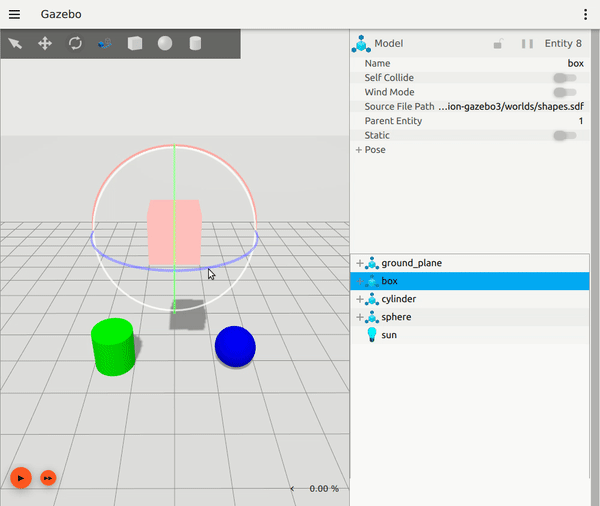 Gazebo
Model Entity 8
Name box
Self Collide
Wind Mode
Source File Path ...ion-gazebo3/worlds/shapes.sdf
Parent Entity 1
Static
Pose
ground_plane
box
cylinder
sphere
sun
0.00 %